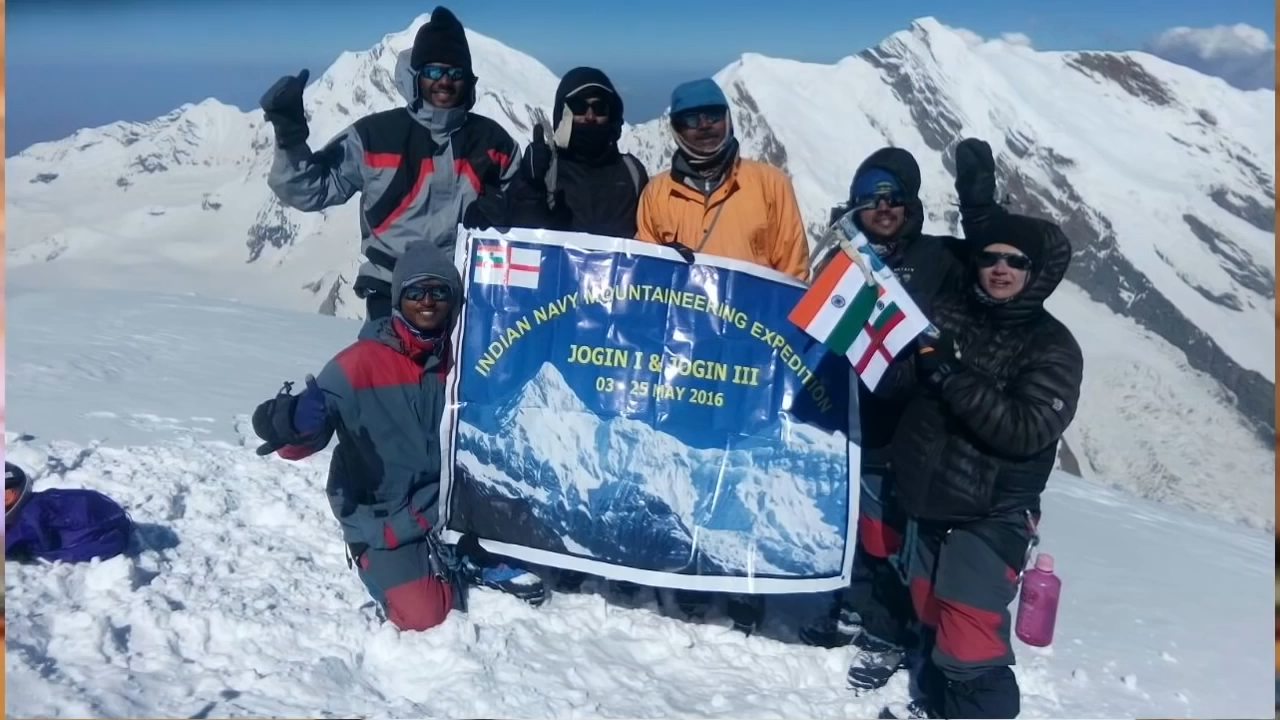 INDIAN NAVY MOUNTAINEERING EXPEDITION
JOGIN I & JOGIN III
03 - 25 MAY 2016